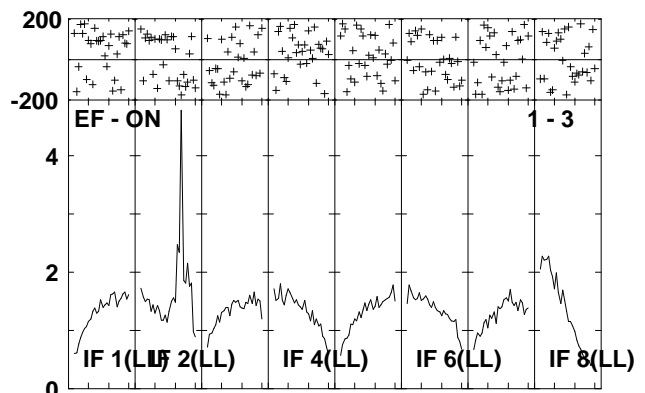 200
-200
EF - ON 1 - 3
4
2
IF 1(LL) IF 2(LL) IF 4(LL) IF 6(LL) IF 8(LL)
0